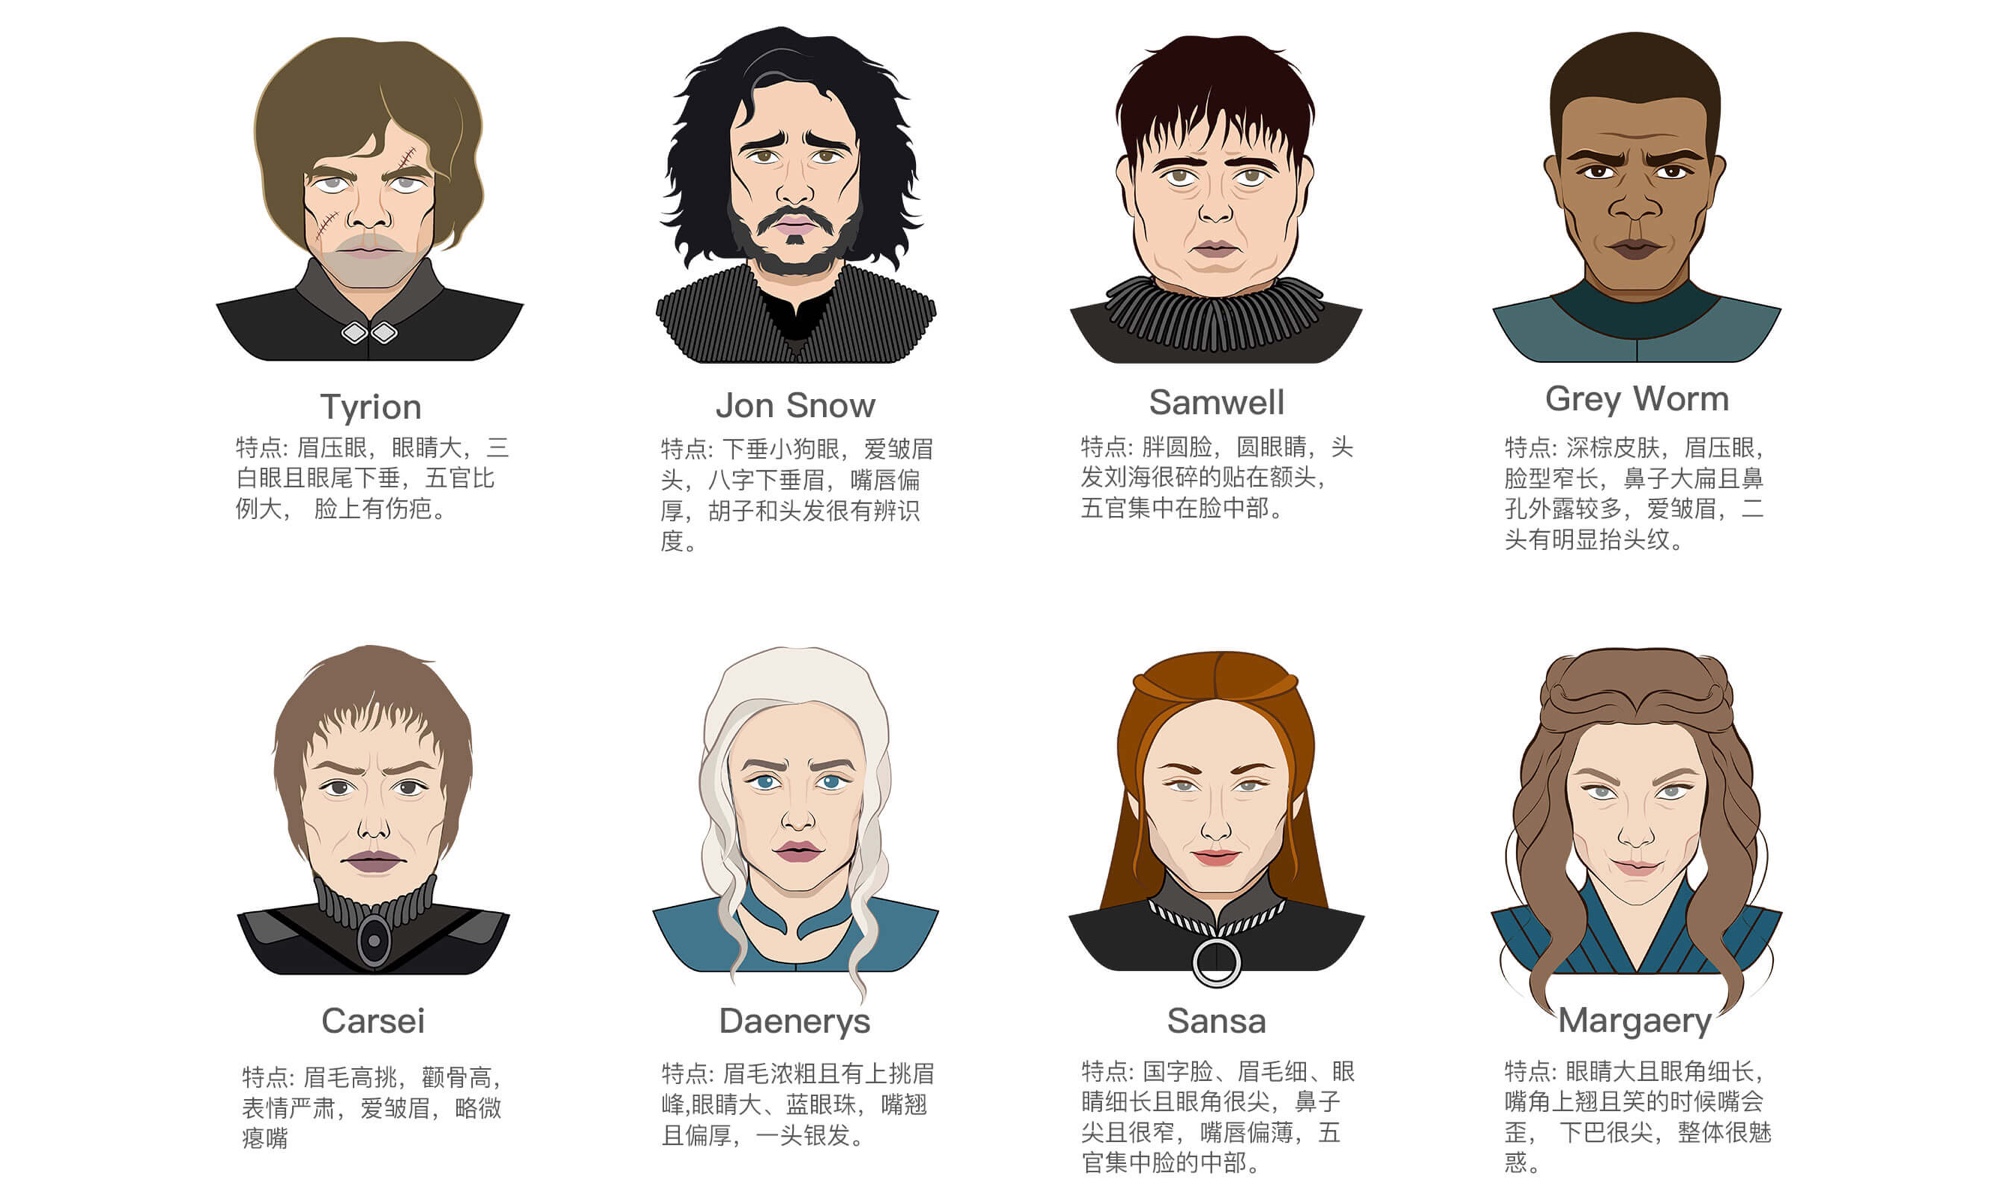 Tyrion
特点: 眉压眼，眼睛大，三
白眼且眼尾下垂，五官比
例大， 脸上有伤疤。
Jon Snow
特点: 下垂小狗眼，爱皱眉
头，八字下垂眉，嘴唇偏
厚，胡子和头发很有辨识
度。
Samwell
特点: 胖圆脸，圆眼睛，头
发刘海很碎的贴在额头，
五官集中在脸中部。
Grey Worm
特点: 深棕皮肤，眉压眼，
脸型窄长，鼻子大扁且鼻
孔外露较多，爱皱眉，二
头有明显抬头纹。
Carsei
特点: 眉毛高挑，颧骨高，
表情严肃，爱皱眉，略微
瘪嘴
Daenerys
特点: 眉毛浓粗且有上挑眉
峰,眼睛大、蓝眼珠，嘴翘
且偏厚，一头银发。
Sansa
特点: 国字脸、眉毛细、眼
睛细长且眼角很尖，鼻子
尖且很窄，嘴唇偏薄，五
官集中脸的中部。
Margaery
特点: 眼睛大且眼角细长，
嘴角上翘且笑的时候嘴会
歪， 下巴很尖，整体很魅
惑。